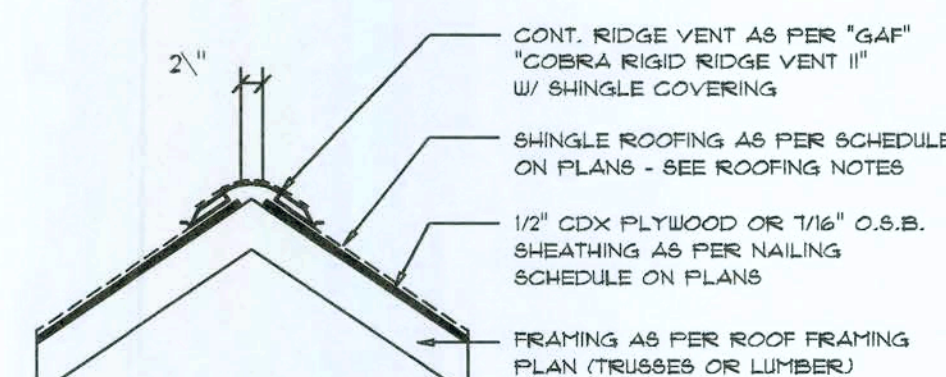 2\"
CONT. RIDGE VENT AS PER "GAF"
"COBRA RIGID RIDGE VENT II"
W/ SHINGLE COVERING
SHINGLE ROOFING AS PER SCHEDULE
ON PLANS - SEE ROOFING NOTES
1/2" CDX PLYWOOD OR 7/16" O.S.B.
SHEATHING AS PER NAILING
SCHEDULE ON PLANS
FRAMING AS PER ROOF FRAMING
PLAN (TRUSSES OR LUMBER)